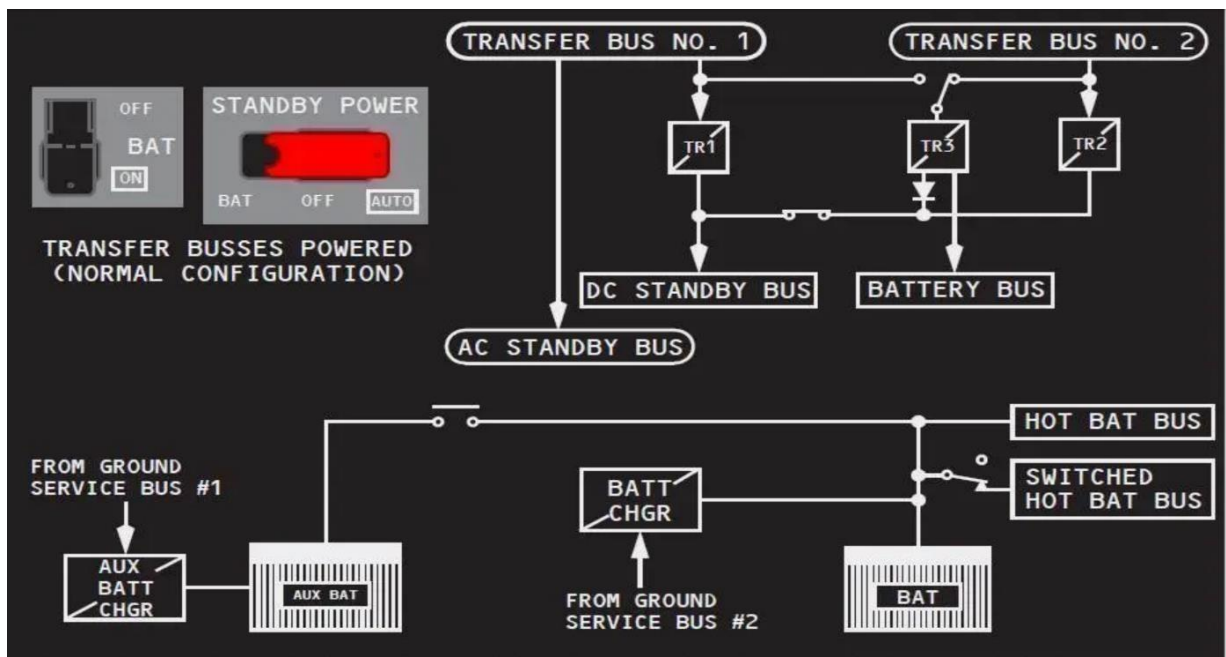 TRANSFER BUS NO. 1
TRANSFER BUS NO. 2
OFF
BAT
ON
STANDBY POWER
BAT OFF AUTO
TR1
TR3
TR2
TRANSFER BUSSES POWERED
(NORMAL CONFIGURATION)
DC STANDBY BUS
BATTERY BUS
AC STANDBY BUS
HOT BAT BUS
FROM GROUND
SERVICE BUS #1
BATT
CHGR
SWITCHED
HOT BAT BUS
AUX
BATT
CHGR
AUX BAT
FROM GROUND
SERVICE BUS #2
BAT